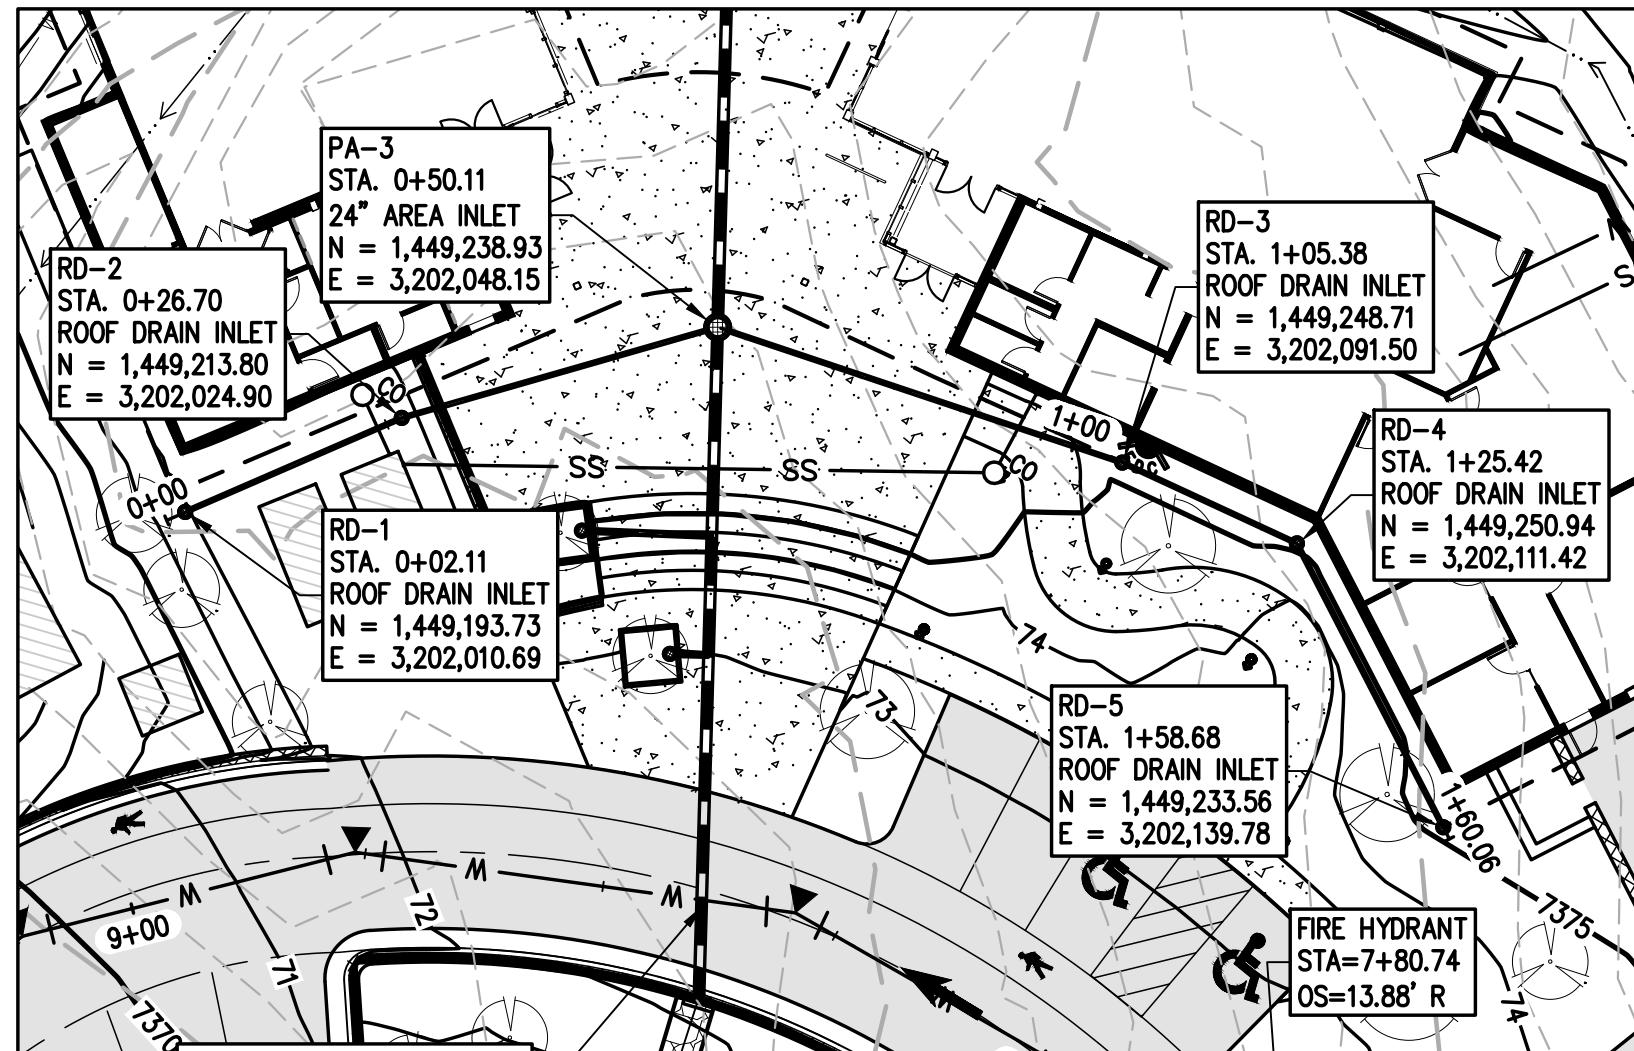 PA-3
STA. 0+50.11
24" AREA INLET
N = 1,449,238.93
E = 3,202,048.15
RD-2
STA. 0+26.70
ROOF DRAIN INLET
N = 1,449,213.80
E = 3,202,024.90
RD-3
STA. 1+05.38
ROOF DRAIN INLET
N = 1,449,248.71
E = 3,202,091.50
S
CO
1+00
RD-4
STA. 1+25.42
ROOF DRAIN INLET
N = 1,449,250.94
E = 3,202,111.42
SS
SS
CO
0+00
RD-1
STA. 0+02.11
ROOF DRAIN INLET
N = 1,449,193.73
E = 3,202,010.69
74
73
RD-5
STA. 1+58.68
ROOF DRAIN INLET
N = 1,449,233.56
E = 3,202,139.78
1+60.06
W
W
W
9+00
72
71
7370
7375
74
FIRE HYDRANT
STA=7+80.74
OS=13.88' R